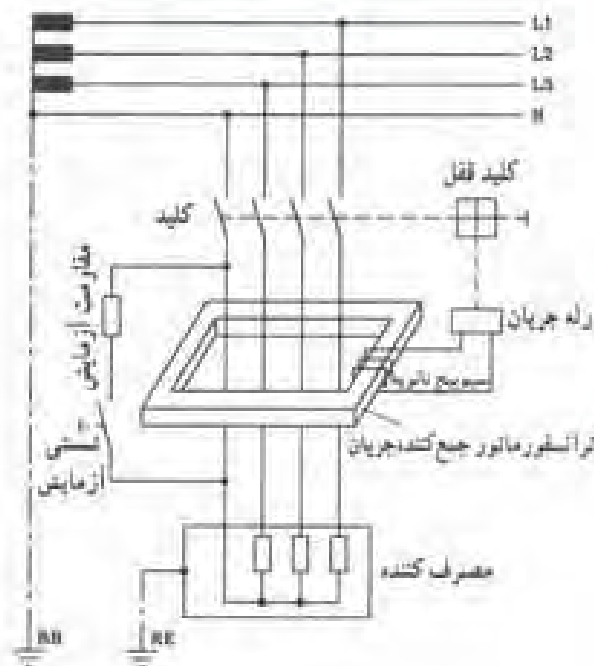 L1
L2
L3
N
کلید قفل
کلید
مقاومت آزمایش
رله جریان
سیم‌پیچ ثانویه
ترانسفورماتور جمع‌کننده جریان
شستی
آزمایش
مصرف کننده
RB
RE